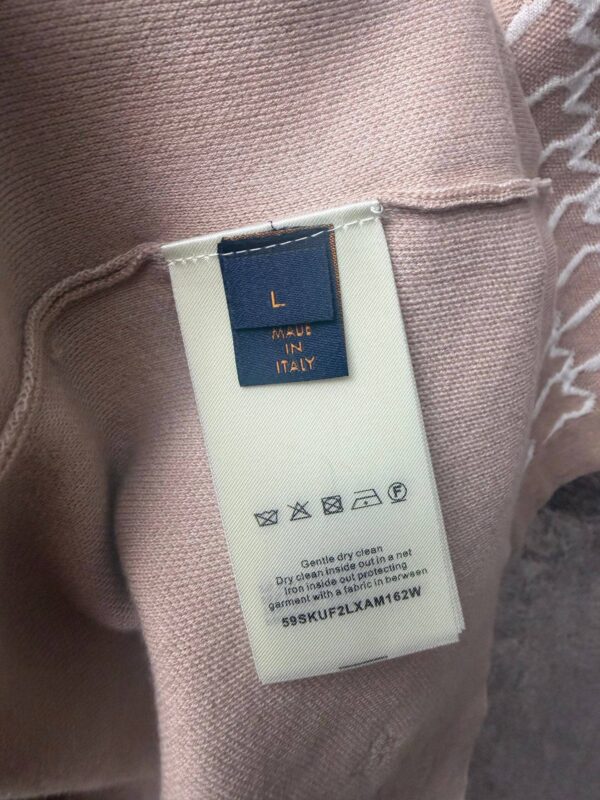 L
MADE
IN
ITALY
F
Gentle dry clean
Dry clean inside out in a net
Iron inside out protecting
garment with a fabric in berween
59SKUF2LXAM162W